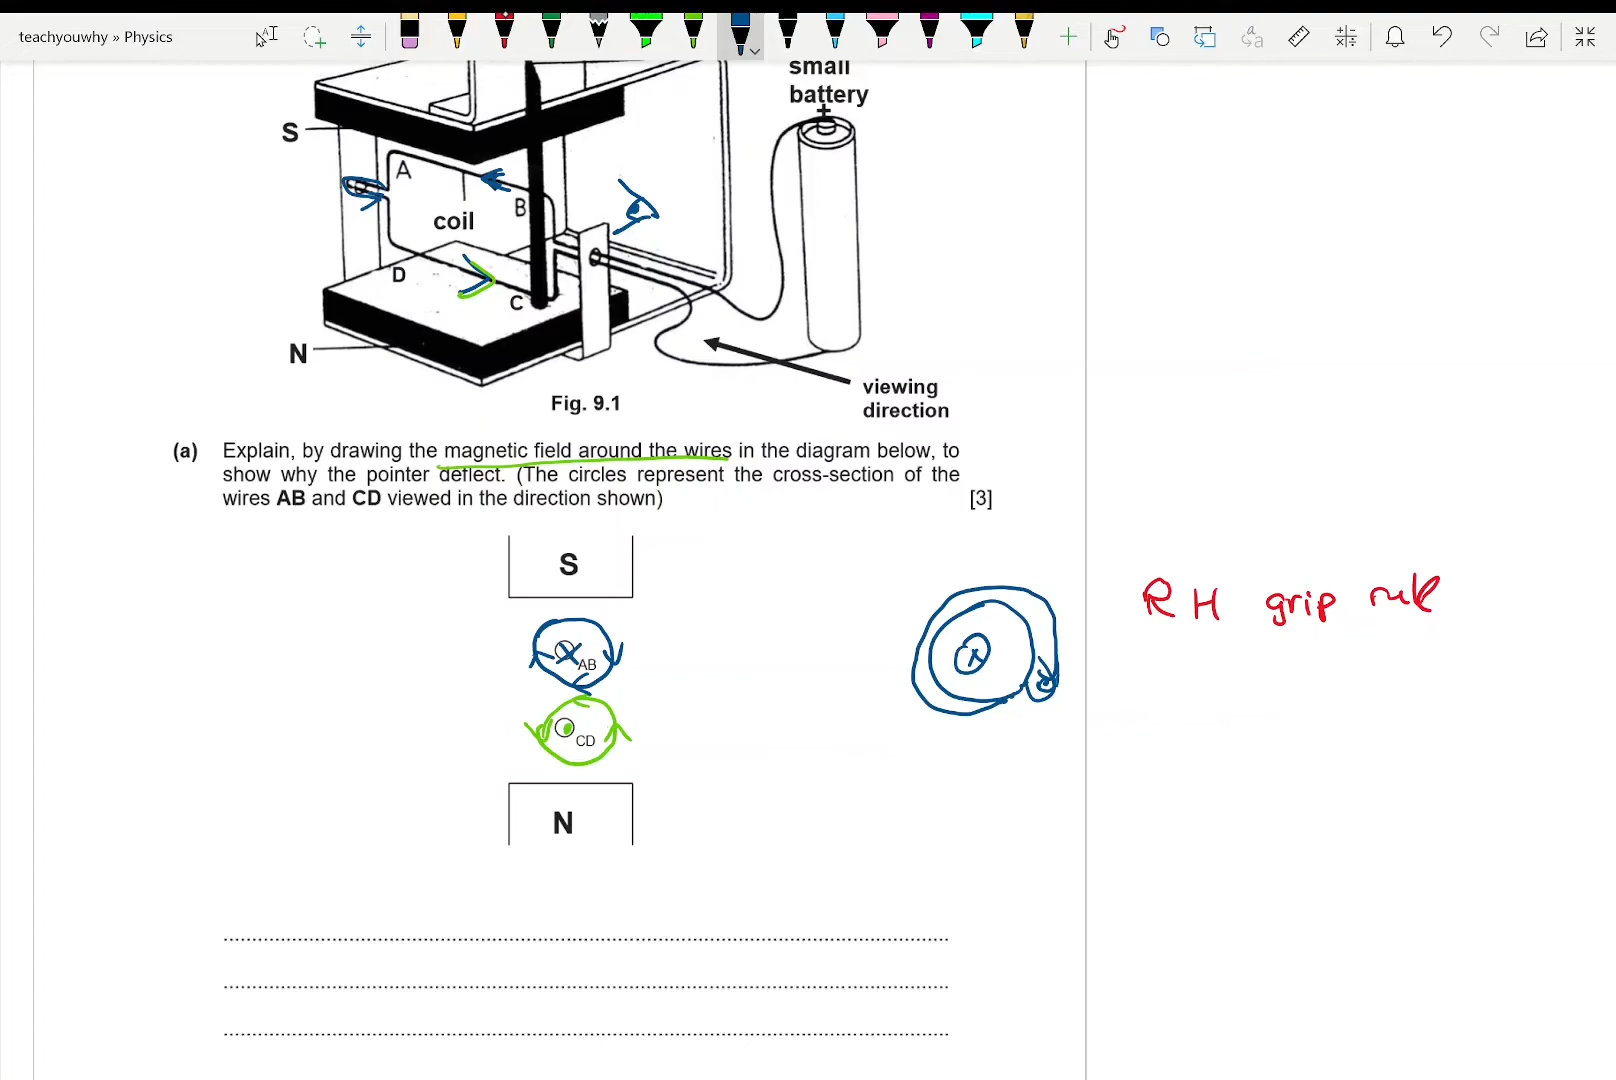 teachyouwhy » Physics
small
battery
+
S
A
B
coil
D
C
N
viewing
direction
Fig. 9.1
(a) Explain, by drawing the magnetic field around the wires in the diagram below, to
show why the pointer deflect. (The circles represent the cross-section of the
wires AB and CD viewed in the direction shown) [3]
S
AB
CD
N
RH grip rule